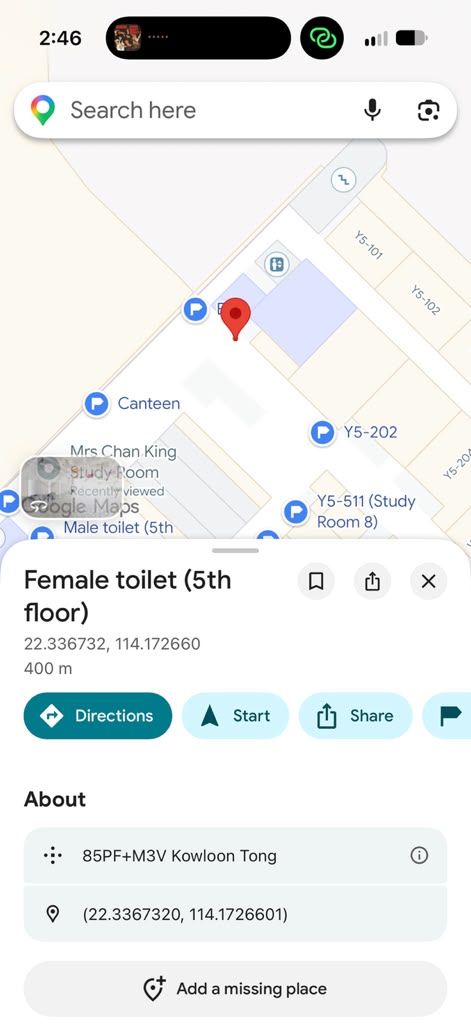 2:46
Search here
Y5-101
Y5-102
Canteen
Y5-202
Mrs Chan King
Study Room
Recently viewed
Y5-204
Google Maps
Y5-511 (Study
Room 8)
Male toilet (5th
Female toilet (5th
floor)
22.336732, 114.172660
400 m
Directions
Start
Share
About
85PF+M3V Kowloon Tong
(22.3367320, 114.1726601)
Add a missing place